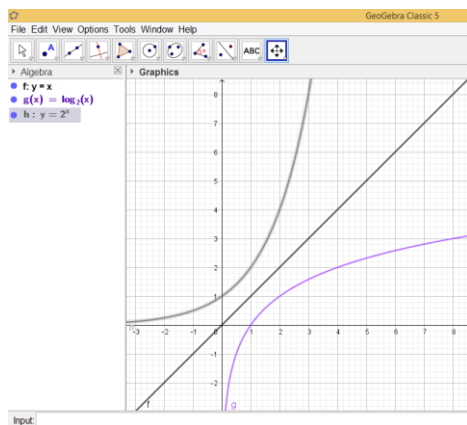 GeoGebra Classic 5
File Edit View Options Tools Window Help
ABC
Algebra
Graphics
f: y = x
g(x) = log₂(x)
h : y = 2ˣ
8
7
6
5
4
3
2
1
-3 -2 -1 0 1 2 3 4 5 6 7 8
-1
-2
f
g
Input: